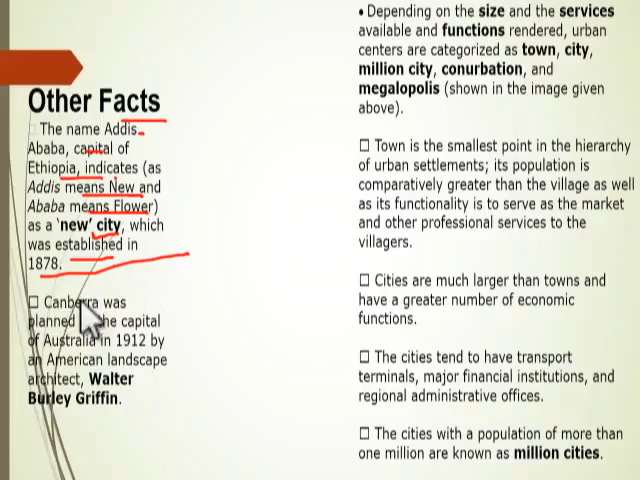 Other Facts
☐ The name Addis
Ababa, capital of
Ethiopia, indicates (as
Addis means New and
Ababa means Flower)
as a ‘new’ city, which
was established in
1878.
☐ Canberra was
planned the capital
of Australia in 1912 by
an American landscape
architect, Walter
Burley Griffin.
• Depending on the size and the services
available and functions rendered, urban
centers are categorized as town, city,
million city, conurbation, and
megalopolis (shown in the image given
above).
☐ Town is the smallest point in the hierarchy
of urban settlements; its population is
comparatively greater than the village as well
as its functionality is to serve as the market
and other professional services to the
villagers.
☐ Cities are much larger than towns and
have a greater number of economic
functions.
☐ The cities tend to have transport
terminals, major financial institutions, and
regional administrative offices.
☐ The cities with a population of more than
one million are known as million cities.